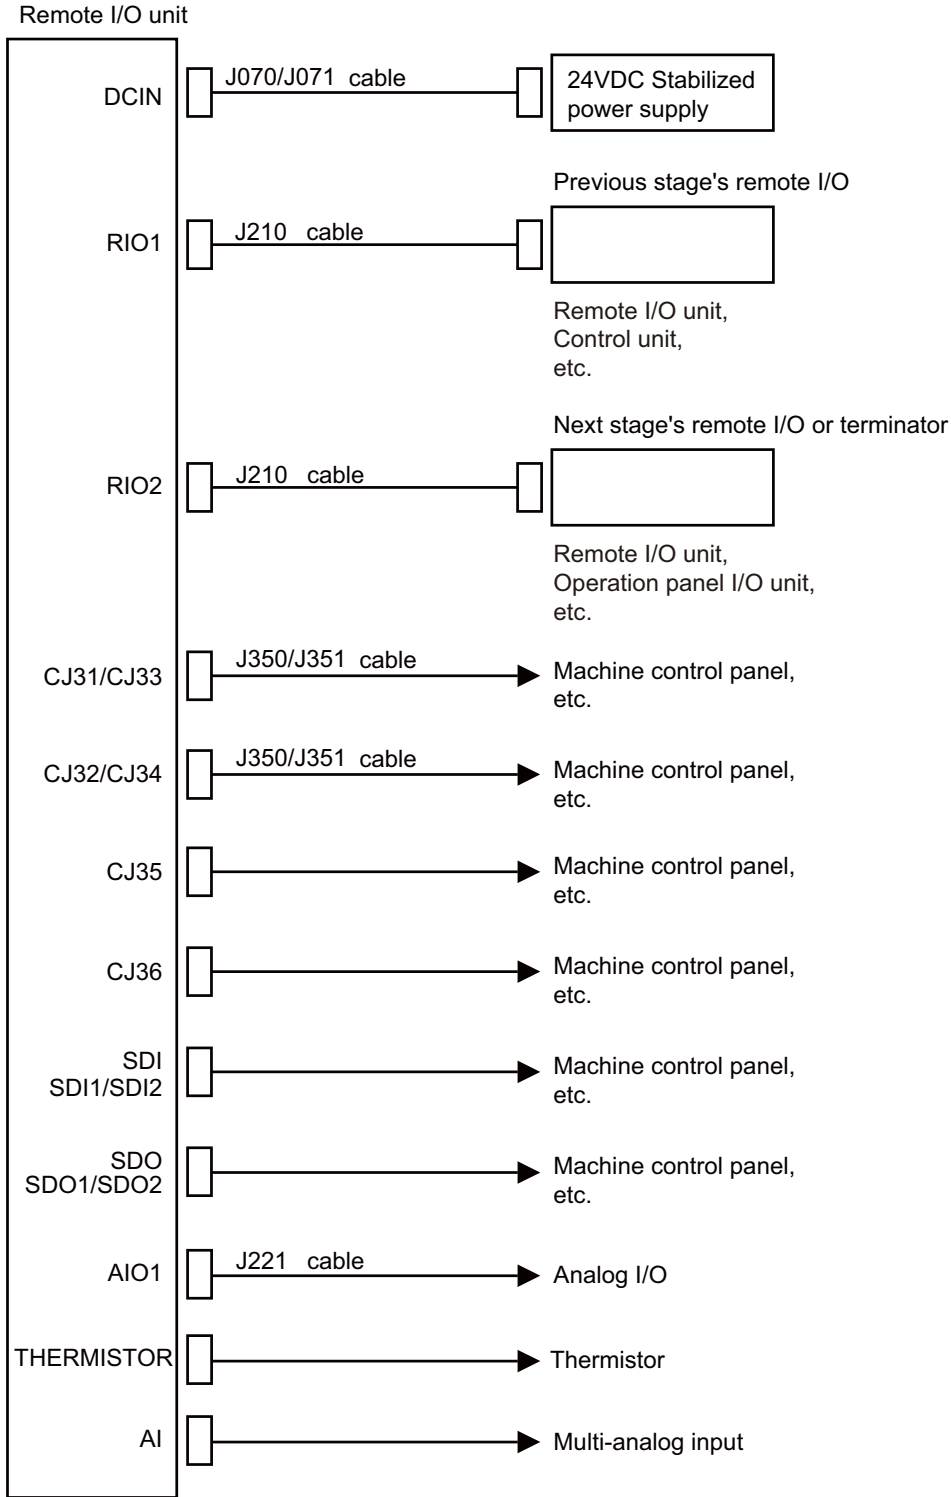 Remote I/O unit
DCIN
J070/J071 cable
24VDC Stabilized
power supply
Previous stage's remote I/O
RIO1
J210 cable
Remote I/O unit,
Control unit,
etc.
Next stage's remote I/O or terminator
RIO2
J210 cable
Remote I/O unit,
Operation panel I/O unit,
etc.
CJ31/CJ33
J350/J351 cable
Machine control panel,
etc.
CJ32/CJ34
J350/J351 cable
Machine control panel,
etc.
CJ35
Machine control panel,
etc.
CJ36
Machine control panel,
etc.
SDI
SDI1/SDI2
Machine control panel,
etc.
SDO
SDO1/SDO2
Machine control panel,
etc.
AIO1
J221 cable
Analog I/O
THERMISTOR
Thermistor
AI
Multi-analog input